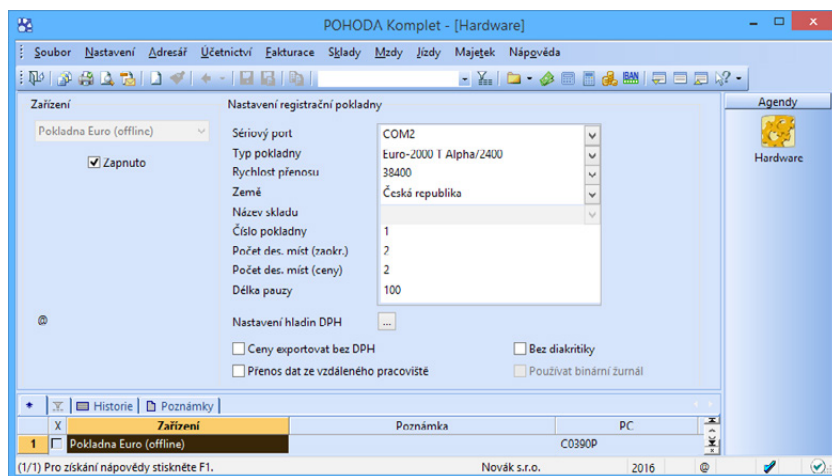 POHODA Komplet - [Hardware]
Soubor Nastavení Adresář Účetnictví Fakturace Sklady Mzdy Jízdy Majetek Nápověda
IBAN
Zařízení
Pokladna Euro (offline)
Zapnuto
@
Nastavení registrační pokladny
Sériový port COM2
Typ pokladny Euro-2000 T Alpha/2400
Rychlost přenosu 38400
Země Česká republika
Název skladu
Číslo pokladny 1
Počet des. míst (zaokr.) 2
Počet des. míst (ceny) 2
Délka pauzy 100
Nastavení hladin DPH ...
Ceny exportovat bez DPH Bez diakritiky
Přenos dat ze vzdáleného pracoviště Používat binární žurnál
Agendy
Hardware
Historie Poznámky
X Zařízení Poznámka PC
1 Pokladna Euro (offline) C0390P
(1/1) Pro získání nápovědy stiskněte F1. Novák s.r.o. 2016 @